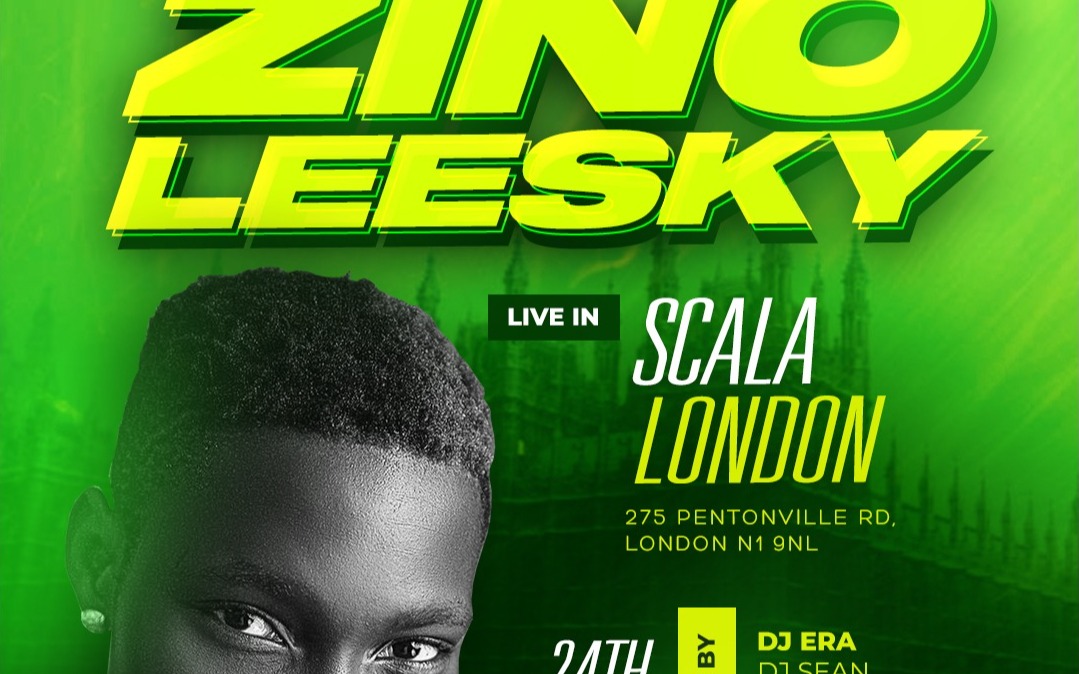 ZINO
LEESKY
LIVE IN
SCALA
LONDON
275 PENTONVILLE RD,
LONDON N1 9NL
24TH
BY
DJ ERA
DJ SEAN